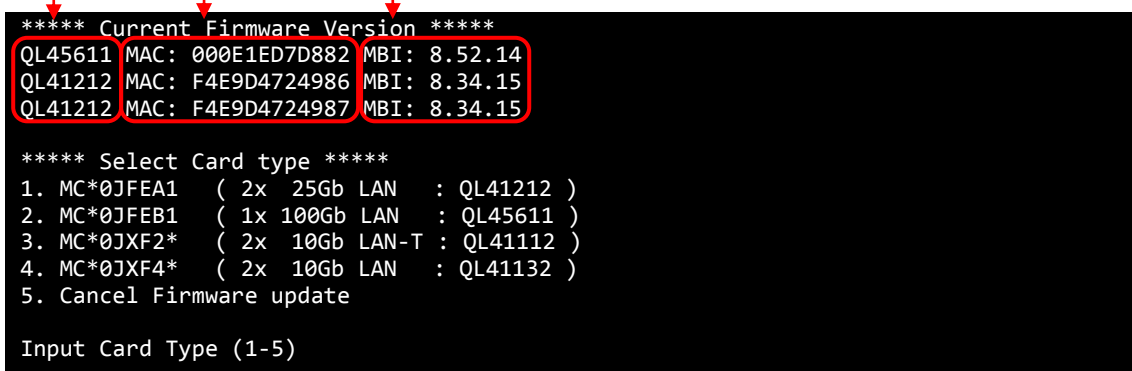 ***** Current Firmware Version *****
QL45611 MAC: 000E1ED7D882 MBI: 8.52.14
QL41212 MAC: F4E9D4724986 MBI: 8.34.15
QL41212 MAC: F4E9D4724987 MBI: 8.34.15
***** Select Card type *****
1. MC*0JFEA1   ( 2x  25Gb LAN   : QL41212 )
2. MC*0JFEB1   ( 1x 100Gb LAN   : QL45611 )
3. MC*0JXF2*   ( 2x  10Gb LAN-T : QL41112 )
4. MC*0JXF4*   ( 2x  10Gb LAN   : QL41132 )
5. Cancel Firmware update
Input Card Type (1-5)